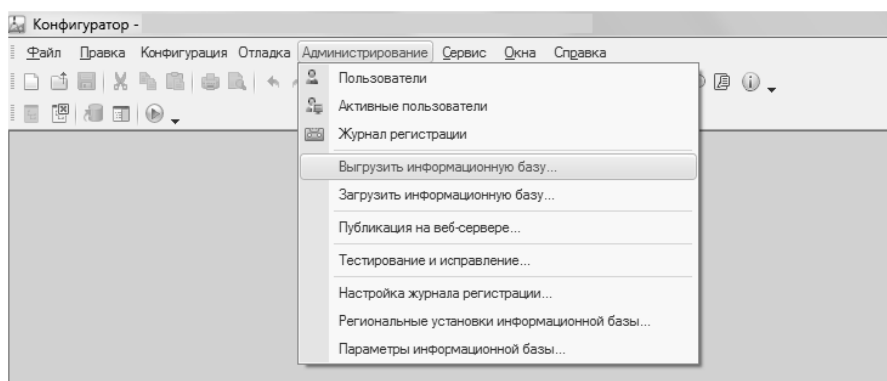 Конфигуратор -
Файл Правка Конфигурация Отладка Администрирование Сервис Окна Справка
Пользователи
Активные пользователи
Журнал регистрации
Выгрузить информационную базу...
Загрузить информационную базу...
Публикация на веб-сервере...
Тестирование и исправление...
Настройка журнала регистрации...
Региональные установки информационной базы...
Параметры информационной базы...